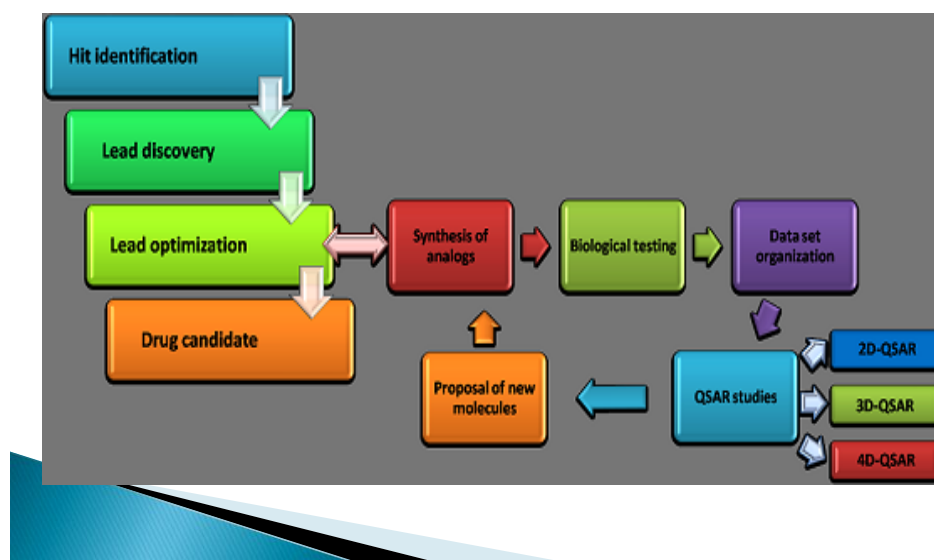 Hit identification
Lead discovery
Lead optimization
Drug candidate
Synthesis of
analogs
Biological testing
Data set
organization
QSAR studies
2D-QSAR
3D-QSAR
4D-QSAR
Proposal of new
molecules